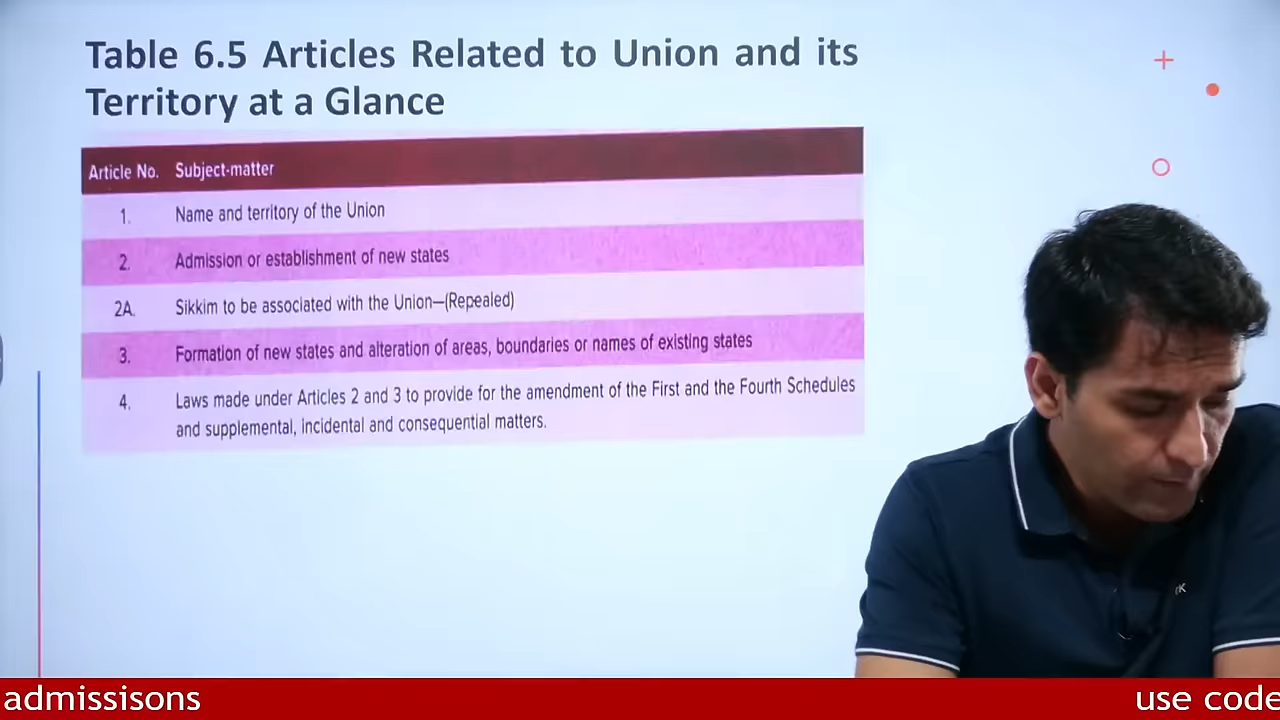 Table 6.5 Articles Related to Union and its
Territory at a Glance
Article No. Subject-matter
1. Name and territory of the Union
2. Admission or establishment of new states
2A. Sikkim to be associated with the Union—(Repealed)
3. Formation of new states and alteration of areas, boundaries or names of existing states
4. Laws made under Articles 2 and 3 to provide for the amendment of the First and the Fourth Schedules
and supplemental, incidental and consequential matters.
admissisons
use code